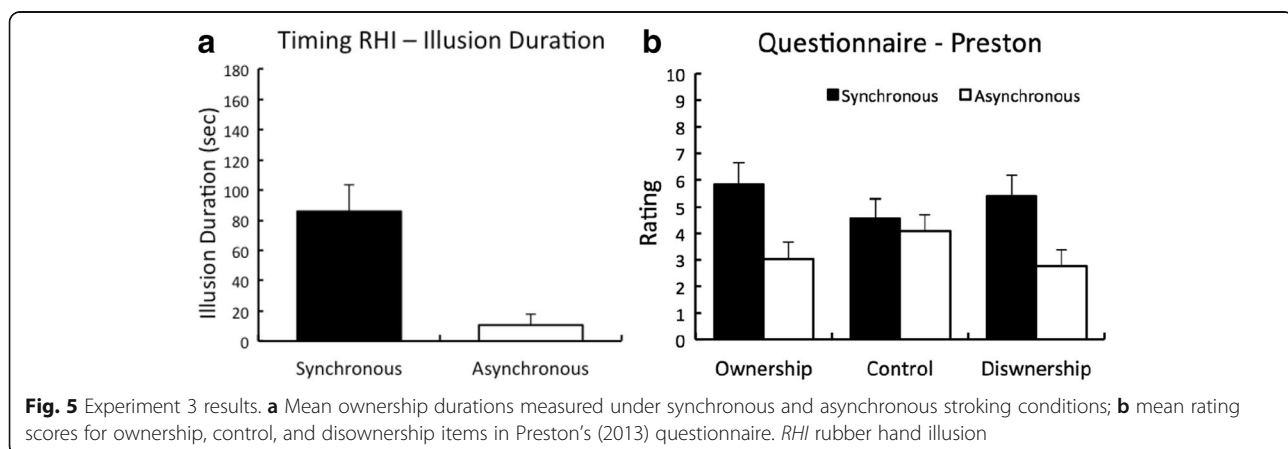 a Timing RHI – Illusion Duration
Illusion Duration (sec)
180
160
140
120
100
80
60
40
20
0
Synchronous Asynchronous
b Questionnaire - Preston
Synchronous Asynchronous
Rating
10
9
8
7
6
5
4
3
2
1
0
Ownership Control Diswnership
Fig. 5 Experiment 3 results. a Mean ownership durations measured under synchronous and asynchronous stroking conditions; b mean rating
scores for ownership, control, and disownership items in Preston's (2013) questionnaire. RHI rubber hand illusion